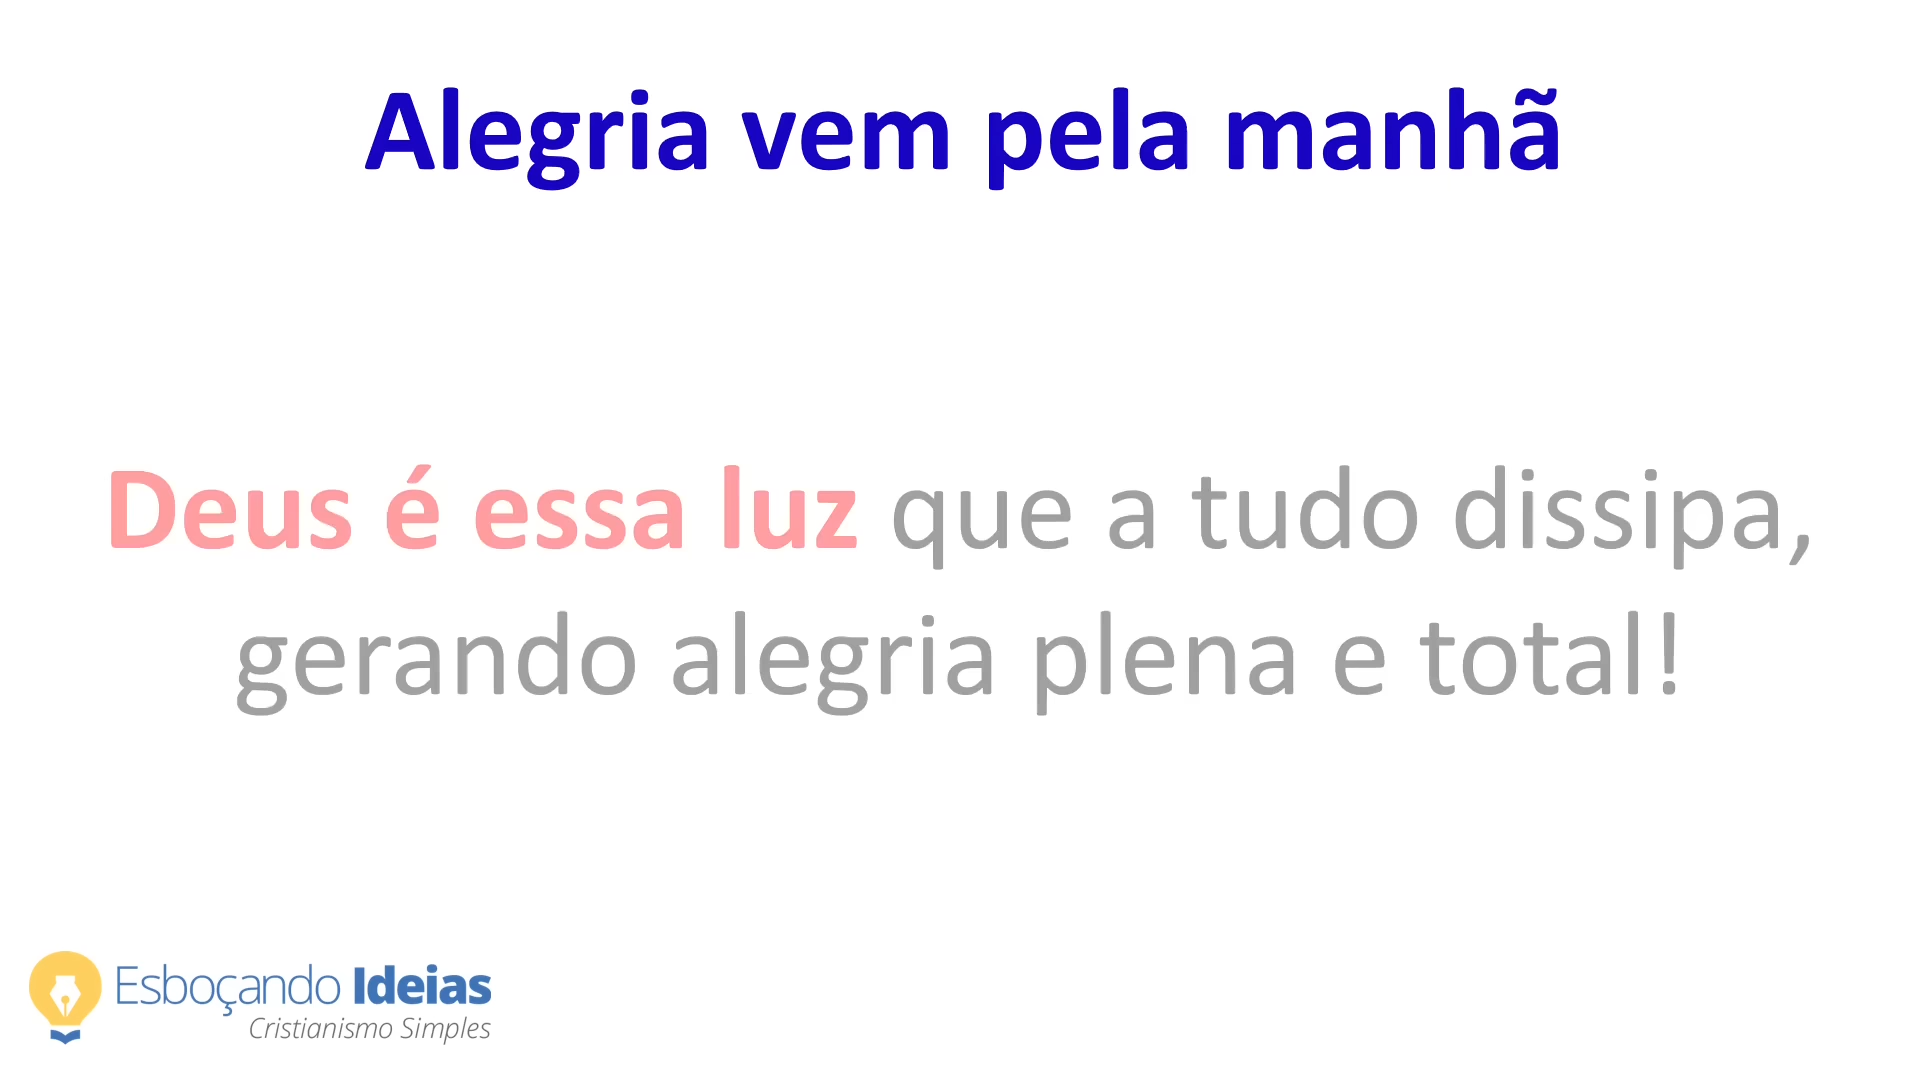 Alegria vem pela manhã
Deus é essa luz que a tudo dissipa,
gerando alegria plena e total!
Esboçando Ideias
Cristianismo Simples